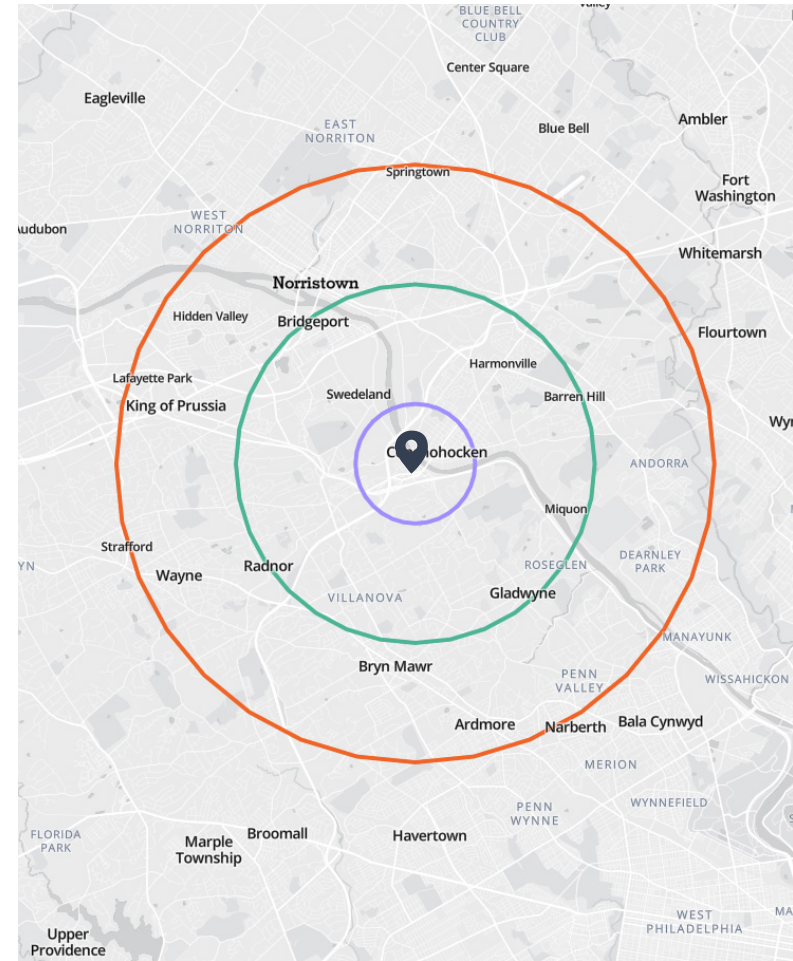 BLUE BELL
COUNTRY
CLUB
Center Square
Eagleville
Ambler
EAST
NORRITON
Blue Bell
Springtown
Fort
Washington
WEST
NORRITON
Whitemarsh
Norristown
Hidden Valley
Bridgeport
Flourtown
Harmonville
Lafayette Park
Swedeland
Barren Hill
King of Prussia
ANDORRA
Miquon
Strafford
Radnor
ROSEGLEN
DEARNLEY
PARK
Wayne
Gladwyne
VILLANOVA
MANAYUNK
Bryn Mawr
PENN
VALLEY
WISSAHICKON
Ardmore
Narberth
Bala Cynwyd
MERION
PENN
WYNNE
WYNNEFIELD
FLORIDA
PARK
Marple
Township
Broomall
Havertown
WEST
PHILADELPHIA
Upper
Providence